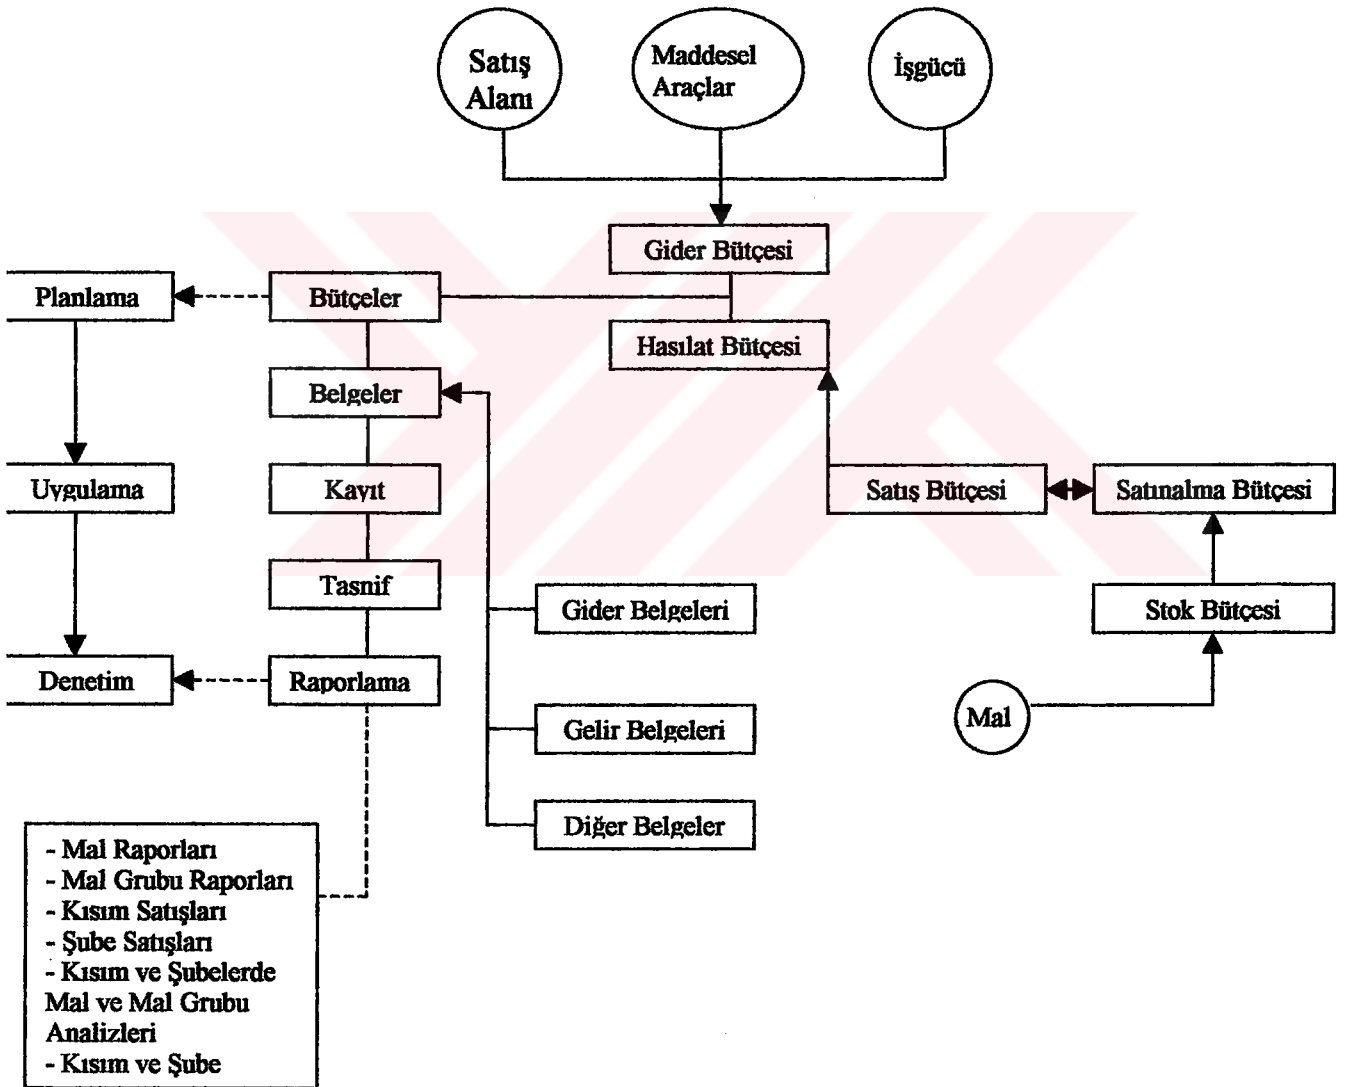 Satış
Alanı
Maddesel
Araçlar
İşgücü
Gider Bütçesi
Planlama
Bütçeler
Hasılat Bütçesi
Belgeler
Uygulama
Kayıt
Satış Bütçesi
Satınalma Bütçesi
Tasnif
Gider Belgeleri
Stok Bütçesi
Denetim
Raporlama
Mal
Gelir Belgeleri
Diğer Belgeler
- Mal Raporları
- Mal Grubu Raporları
- Kısım Satışları
- Şube Satışları
- Kısım ve Şubelerde
Mal ve Mal Grubu
Analizleri
- Kısım ve Şube